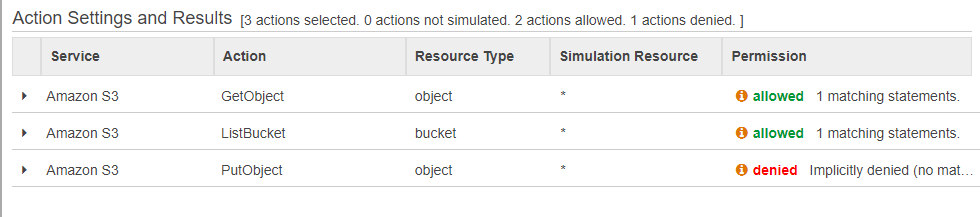 Action Settings and Results [3 actions selected. 0 actions not simulated. 2 actions allowed. 1 actions denied. ]
Service Action Resource Type Simulation Resource Permission
Amazon S3 GetObject object * allowed 1 matching statements.
Amazon S3 ListBucket bucket * allowed 1 matching statements.
Amazon S3 PutObject object * denied Implicitly denied (no mat...